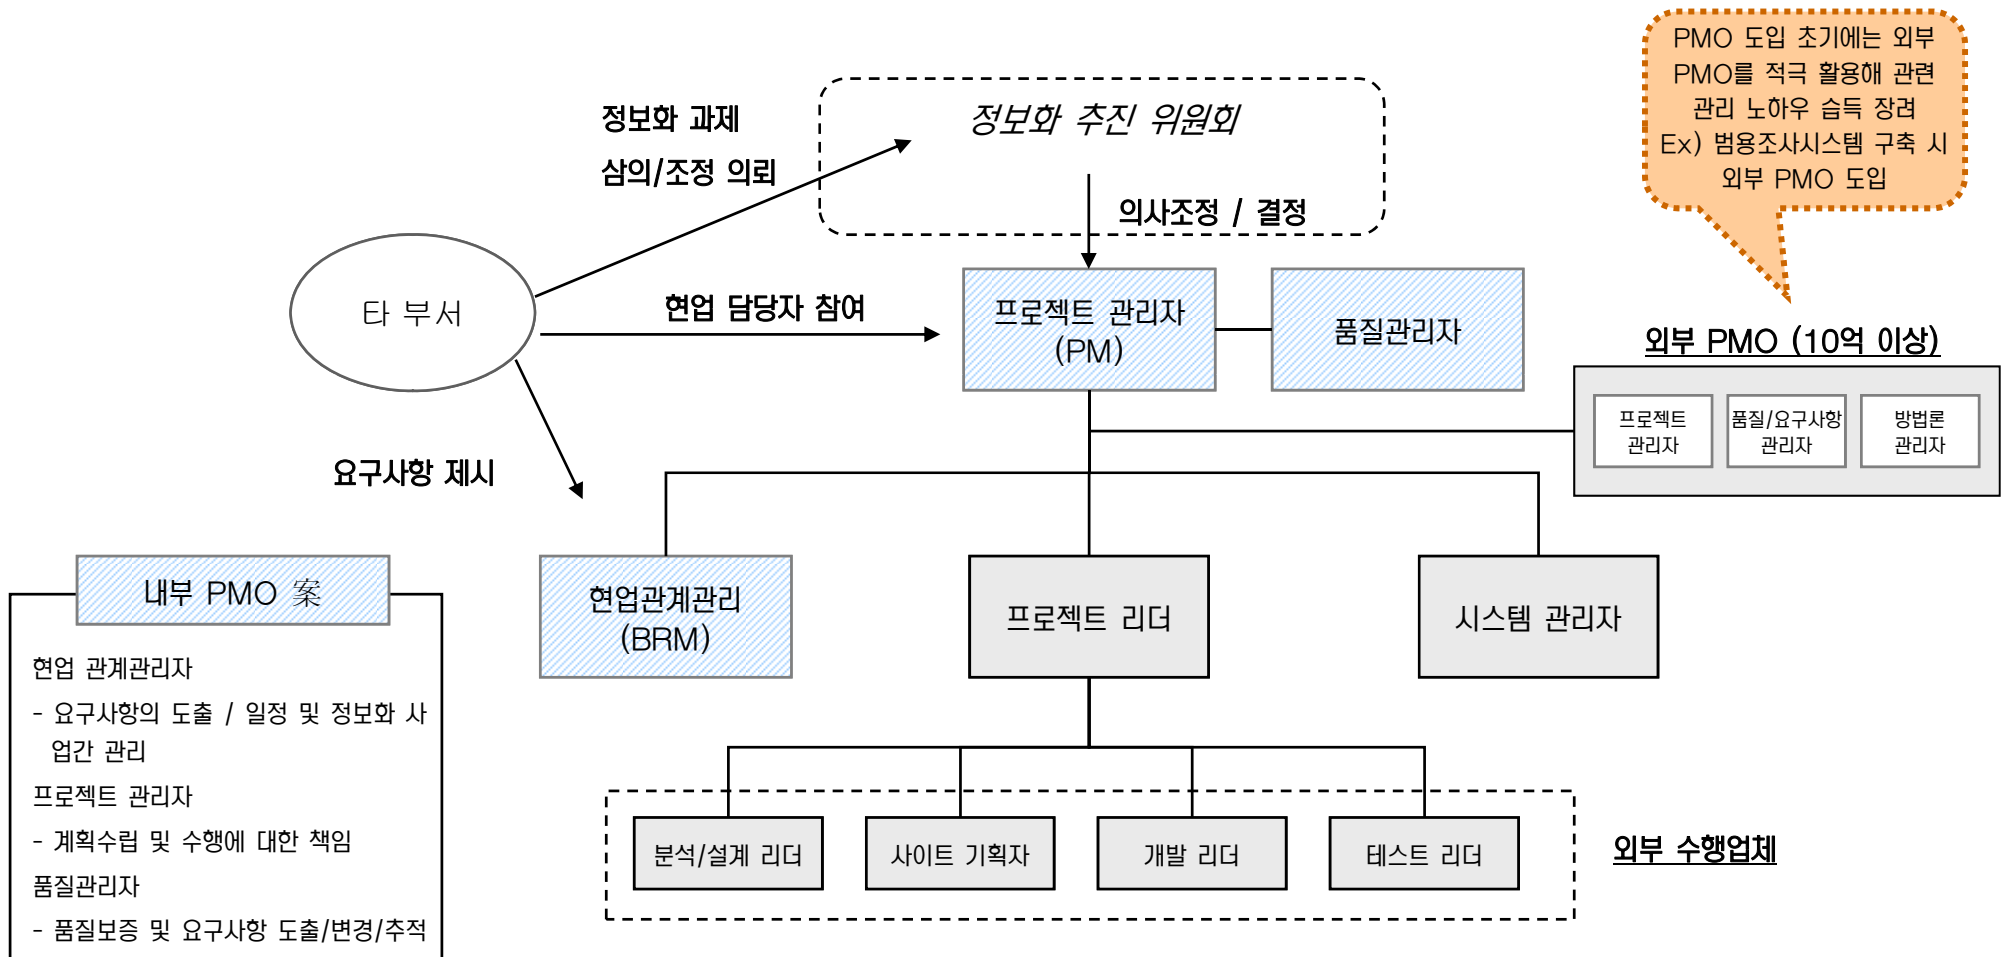 PMO 도입 초기에는 외부
PMO를 적극 활용해 관련
관리 노하우 습득 장려
Ex) 범용조사시스템 구축 시
외부 PMO 도입
정보화 과제
삼의/조정 의뢰
정보화 추진 위원회
의사조정 / 결정
타 부서
현업 담당자 참여
프로젝트 관리자
(PM)
품질관리자
외부 PMO (10억 이상)
프로젝트
관리자
품질/요구사항
관리자
방법론
관리자
요구사항 제시
내부 PMO 案
현업관계관리
(BRM)
프로젝트 리더
시스템 관리자
현업 관계관리자
- 요구사항의 도출 / 일정 및 정보화 사
업간 관리
프로젝트 관리자
- 계획수립 및 수행에 대한 책임
품질관리자
- 품질보증 및 요구사항 도출/변경/추적
분석/설계 리더
사이트 기획자
개발 리더
테스트 리더
외부 수행업체